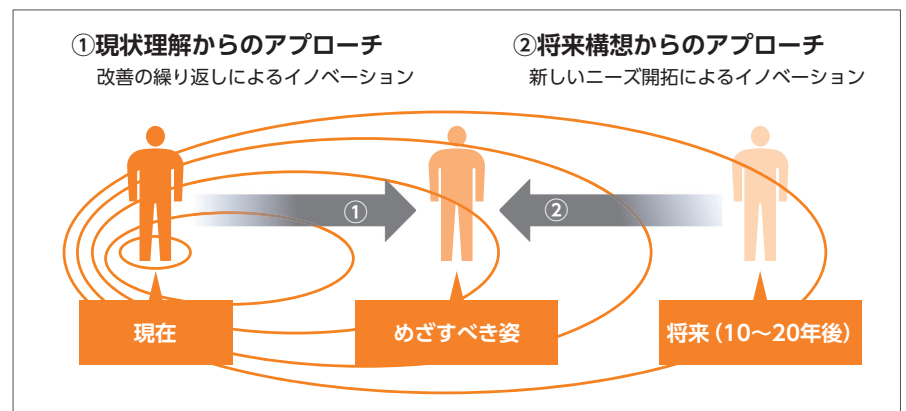 ①現状理解からのアプローチ
改善の繰り返しによるイノベーション
②将来構想からのアプローチ
新しいニーズ開拓によるイノベーション
①
②
現在
めざすべき姿
将来（10〜20年後）